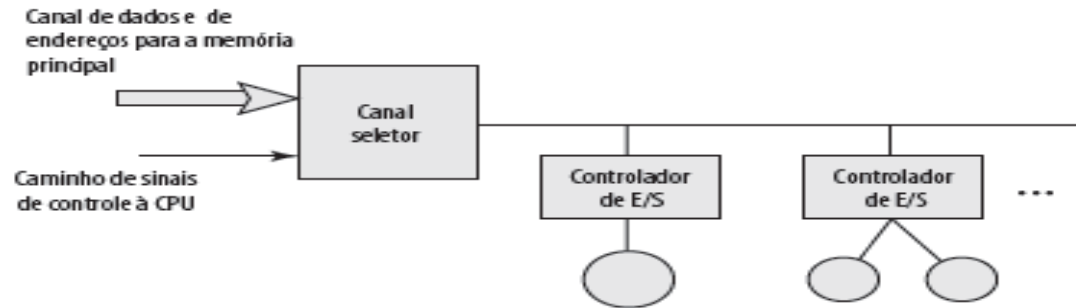 Canal de dados e de
endereços para a memória
principal
Canal
seletor
Caminho de sinais
de controle à CPU
Controlador
de E/S
Controlador
de E/S
...